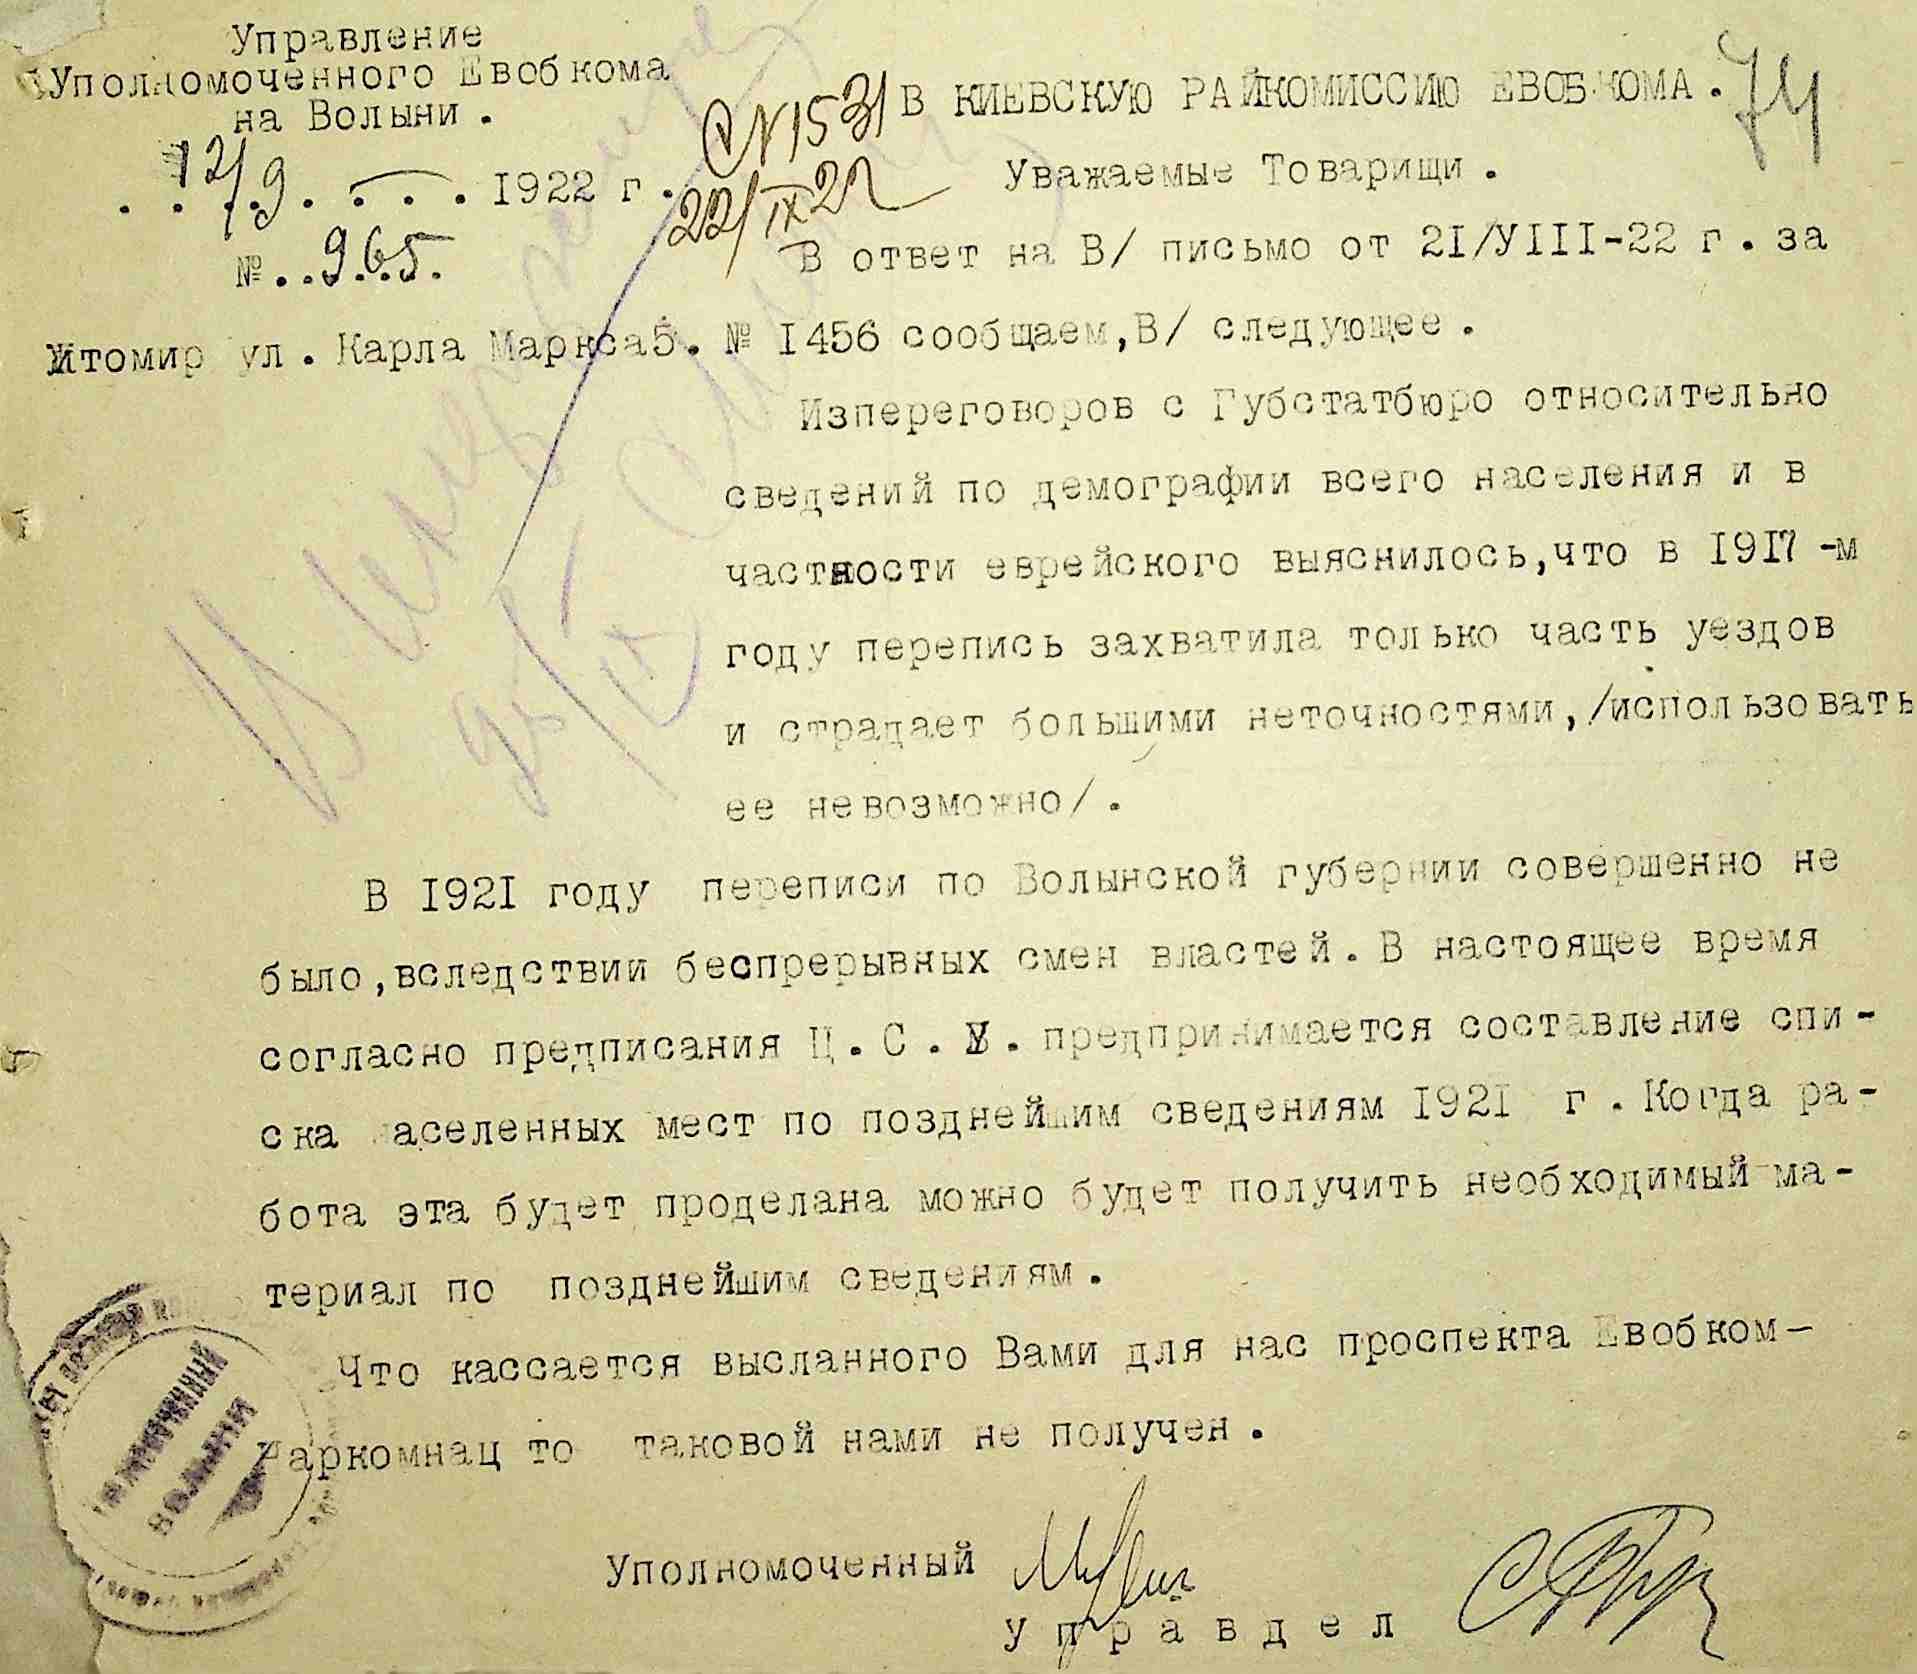 Управление
Уполномоченного Евобкома
на Волыни.
12/9. 1922 г.
№ 965.
Житомир ул. Карла Маркса 5.
№ 1531
22/IX 22
74
В КИЕВСКУЮ РАЙКОМИССИЮ ЕВОБКОМА.
Уважаемые Товарищи.
В ответ на В/ письмо от 21/УIII-22 г. за
№ 1456 сообщаем,В/ следующее.
Изпереговоров с Губстатбюро относительно
сведений по демографии всего населения и в
частности еврейского выяснилось,что в 1917-м
году перепись захватила только часть уездов
и страдает большими неточностями,/использовать
ее невозможно/.
В 1921 году переписи по Волынской губернии совершенно не
было,вследствии беспрерывных смен властей.В настоящее время
согласно предписания Ц.С.У. предпринимается составление спи-
ска населенных мест по позднейшим сведениям 1921 г.Когда ра-
бота эта будет проделана можно будет получить необходимый ма-
териал по позднейшим сведениям.
Что кассается высланного Вами для нас проспекта Евобком-
Наркомнац то таковой нами не получен.
Уполномоченный
Управдел
ВОЛЫНИ